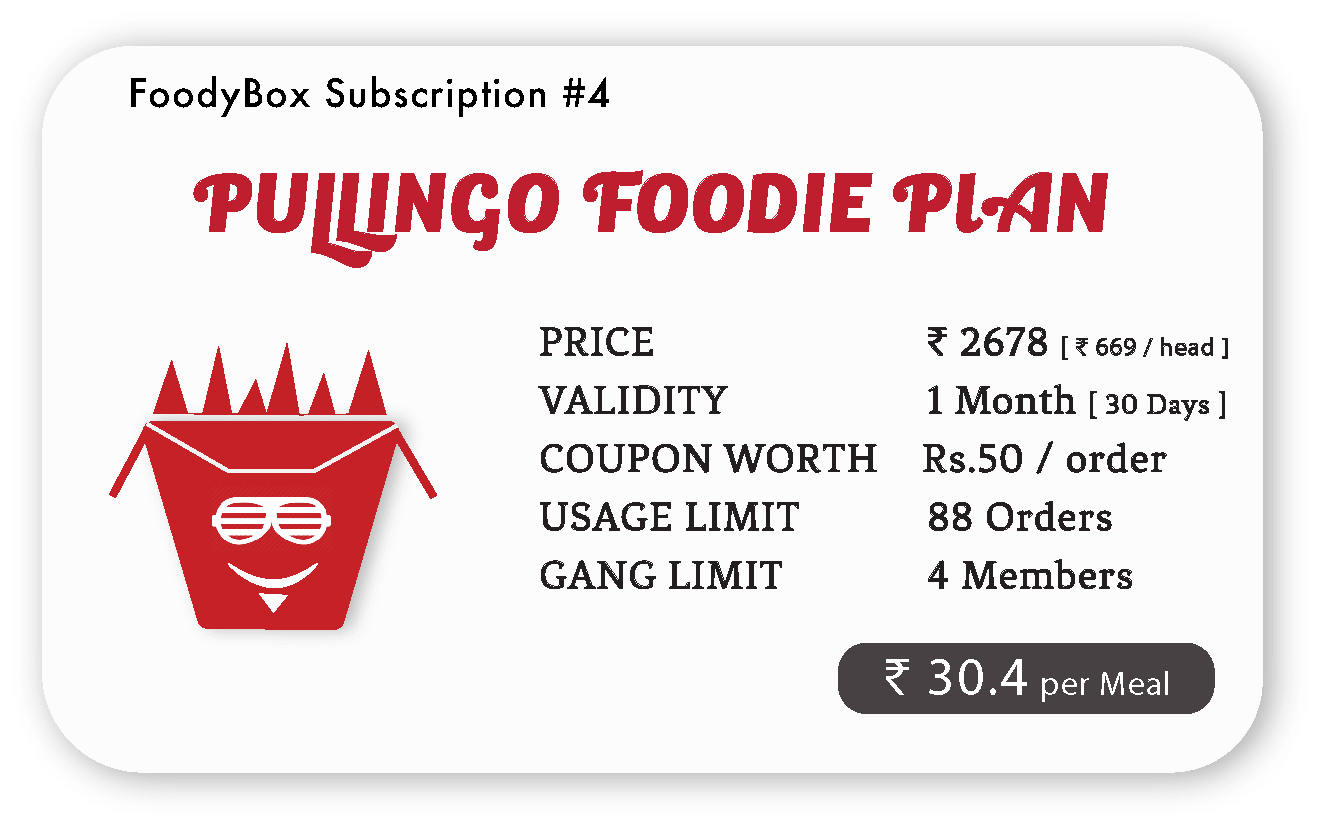 FoodyBox Subscription #4
PULLINGO FOODIE PlAN
PRICE ₹ 2678 [ ₹ 669 / head ]
VALIDITY 1 Month [ 30 Days ]
COUPON WORTH Rs.50 / order
USAGE LIMIT 88 Orders
GANG LIMIT 4 Members
₹ 30.4 per Meal